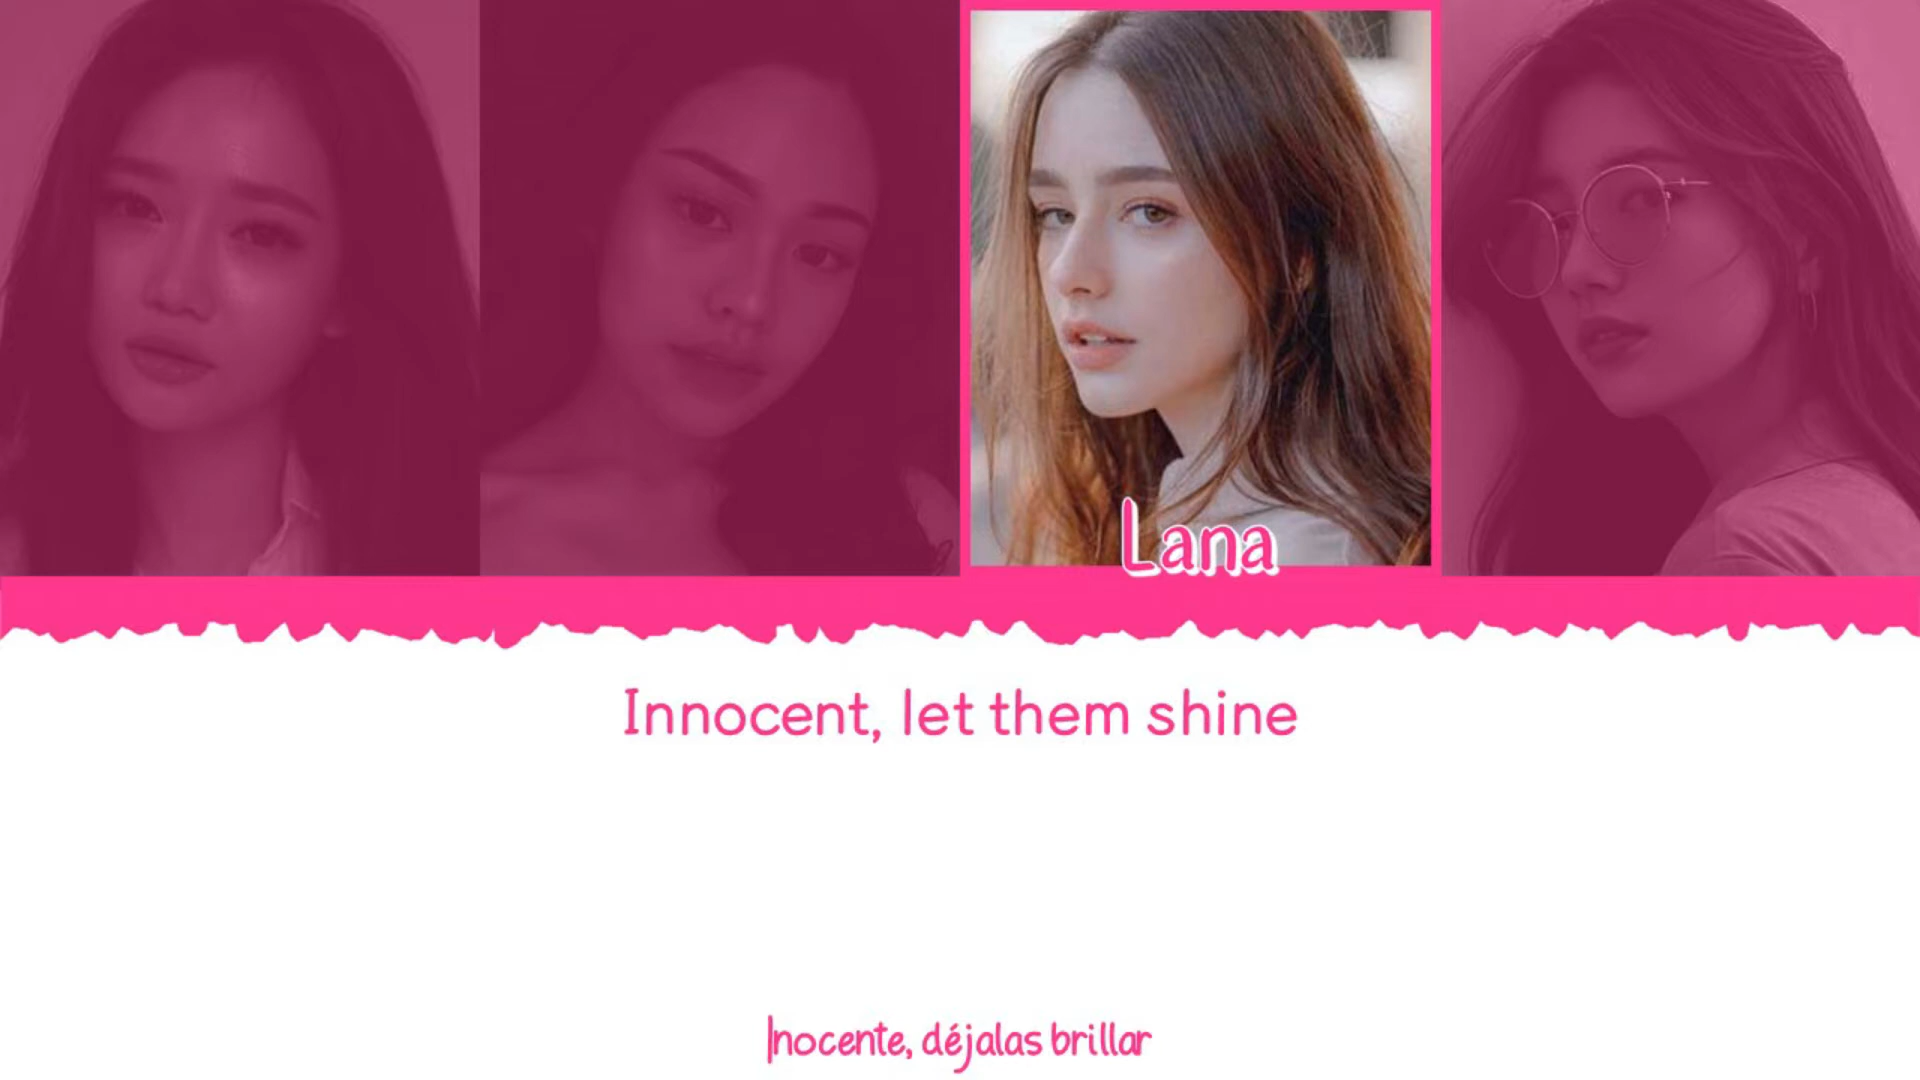 Lana
Innocent, let them shine
Inocente, déjalas brillar